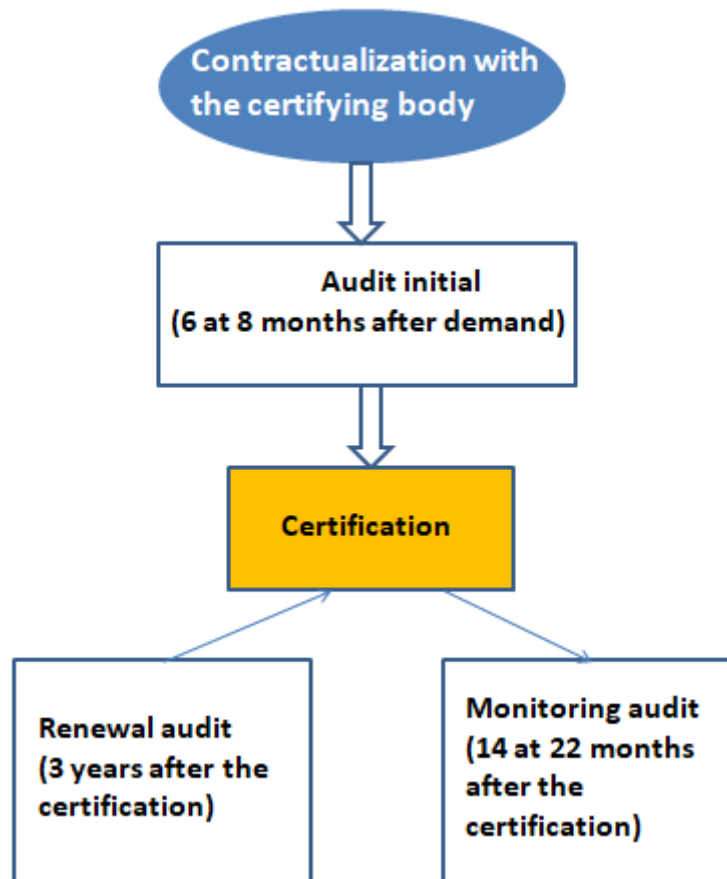 Contractualization with
the certifying body
Audit initial
(6 at 8 months after demand)
Certification
Renewal audit
(3 years after the
certification)
Monitoring audit
(14 at 22 months
after the
certification)